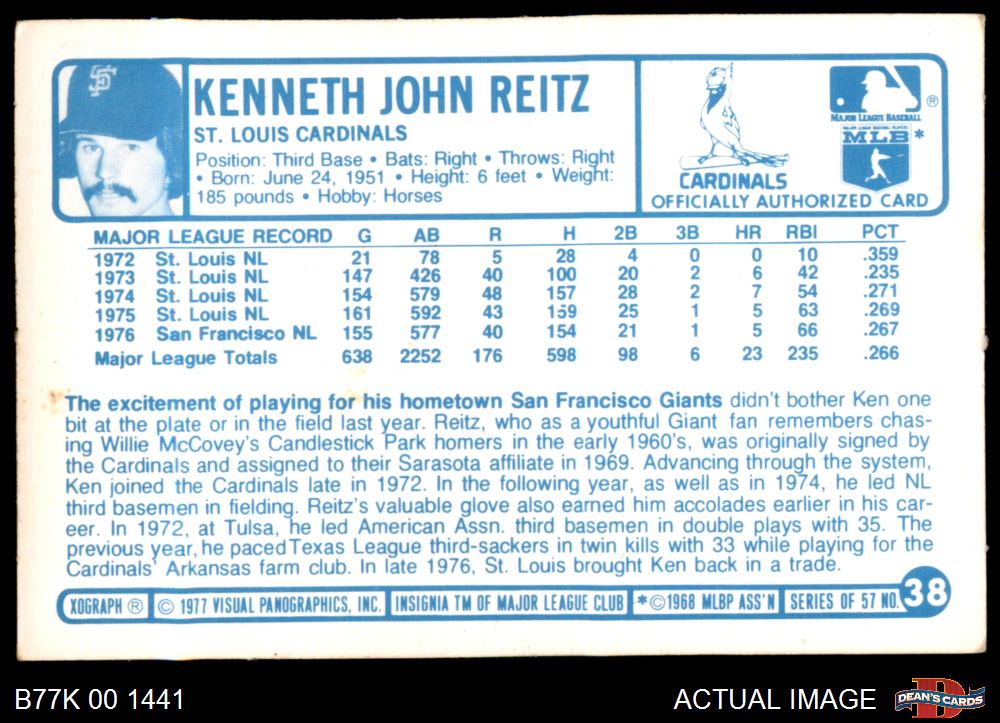 SF
KENNETH JOHN REITZ
ST. LOUIS CARDINALS
Position: Third Base • Bats: Right • Throws: Right
• Born: June 24, 1951 • Height: 6 feet • Weight:
185 pounds • Hobby: Horses
CARDINALS
MAJOR LEAGUE BASEBALL ®
MAJOR LEAGUE BASEBALL PLAYERS
MLB *
OFFICIALLY AUTHORIZED CARD
MAJOR LEAGUE RECORD G AB R H 2B 3B HR RBI PCT
1972 St. Louis NL 21 78 5 28 4 0 0 10 .359
1973 St. Louis NL 147 426 40 100 20 2 6 42 .235
1974 St. Louis NL 154 579 48 157 28 2 7 54 .271
1975 St. Louis NL 161 592 43 159 25 1 5 63 .269
1976 San Francisco NL 155 577 40 154 21 1 5 66 .267
Major League Totals 638 2252 176 598 98 6 23 235 .266
The excitement of playing for his hometown San Francisco Giants didn't bother Ken one
bit at the plate or in the field last year. Reitz, who as a youthful Giant fan remembers chas-
ing Willie McCovey's Candlestick Park homers in the early 1960's, was originally signed by
the Cardinals and assigned to their Sarasota affiliate in 1969. Advancing through the system,
Ken joined the Cardinals late in 1972. In the following year, as well as in 1974, he led NL
third basemen in fielding. Reitz's valuable glove also earned him accolades earlier in his car-
eer. In 1972, at Tulsa, he led American Assn. third basemen in double plays with 35. The
previous year, he paced Texas League third-sackers in twin kills with 33 while playing for the
Cardinals' Arkansas farm club. In late 1976, St. Louis brought Ken back in a trade.
XOGRAPH ® © 1977 VISUAL PANOGRAPHICS, INC. INSIGNIA TM OF MAJOR LEAGUE CLUB *©1968 MLBP ASS'N SERIES OF 57 NO. 38
B77K 00 1441 ACTUAL IMAGE DEAN'S CARDS